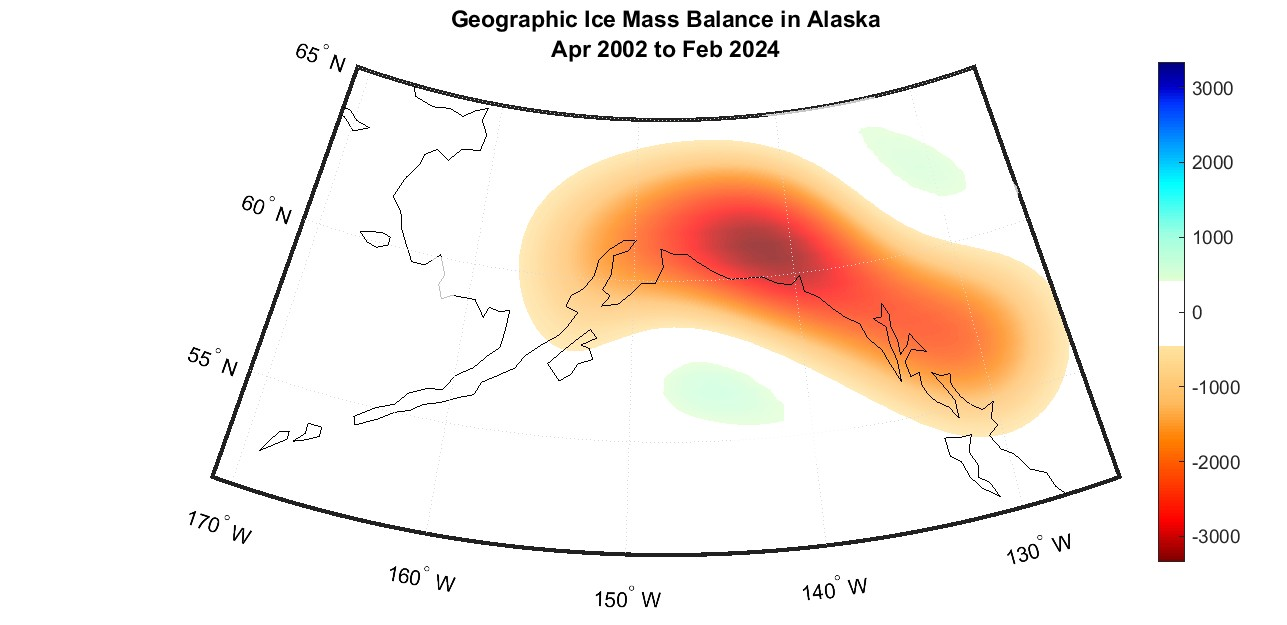 Geographic Ice Mass Balance in Alaska
Apr 2002 to Feb 2024
65° N
60° N
55° N
170° W
160° W
150° W
140° W
130° W
3000
2000
1000
0
-1000
-2000
-3000